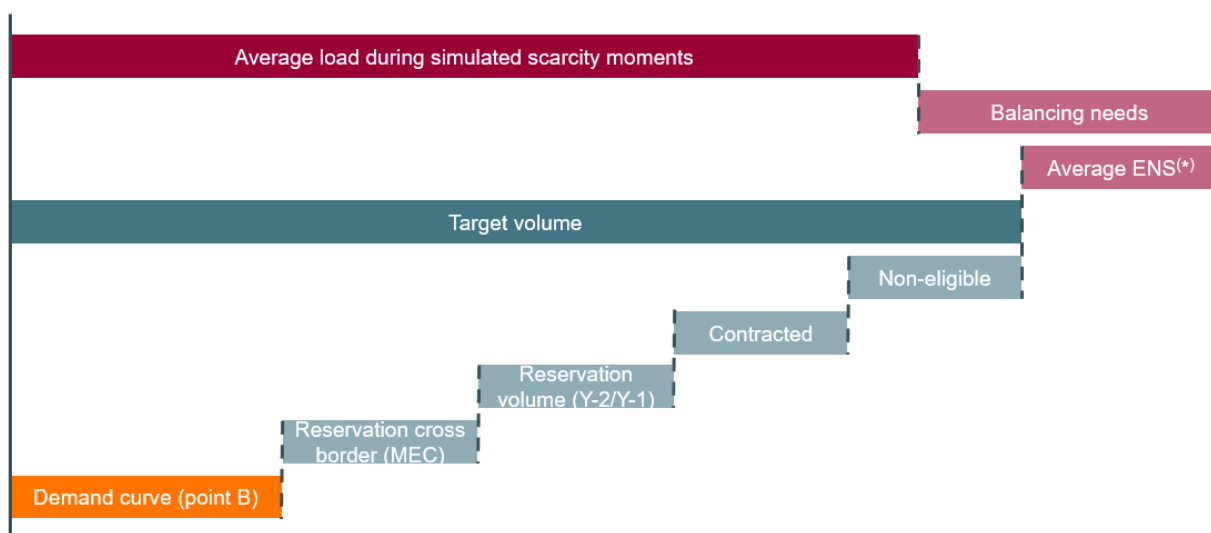 Average load during simulated scarcity moments
Balancing needs
Average ENS(*)
Target volume
Non-eligible
Contracted
Reservation
volume (Y-2/Y-1)
Reservation cross
border (MEC)
Demand curve (point B)